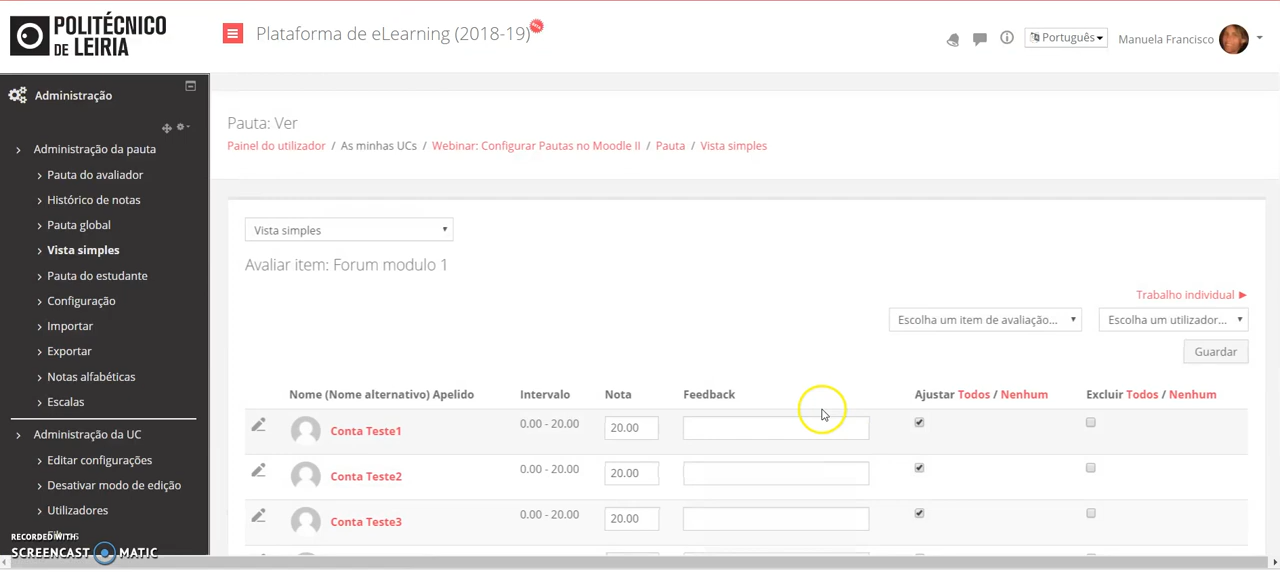 POLITÉCNICO
DE LEIRIA
Plataforma de eLearning (2018-19)
Português
Manuela Francisco
Administração
Administração da pauta
Pauta do avaliador
Histórico de notas
Pauta global
Vista simples
Pauta do estudante
Configuração
Importar
Exportar
Notas alfabéticas
Escalas
Administração da UC
Editar configurações
Desativar modo de edição
Utilizadores
RECORDED WITH
SCREENCAST MATIC
Pauta: Ver
Painel do utilizador / As minhas UCs / Webinar: Configurar Pautas no Moodle II / Pauta / Vista simples
Vista simples
Avaliar item: Forum modulo 1
Trabalho individual ►
Escolha um item de avaliação... Escolha um utilizador...
Guardar
Nome (Nome alternativo) Apelido Intervalo Nota Feedback Ajustar Todos / Nenhum Excluir Todos / Nenhum
Conta Teste1 0.00 - 20.00 20.00
Conta Teste2 0.00 - 20.00 20.00
Conta Teste3 0.00 - 20.00 20.00